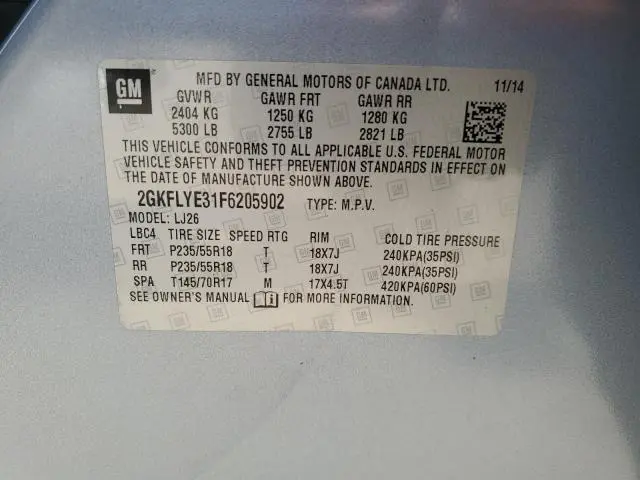 GM
MFD BY GENERAL MOTORS OF CANADA LTD. 11/14
GVWR GAWR FRT GAWR RR
2404 KG 1250 KG 1280 KG
5300 LB 2755 LB 2821 LB
THIS VEHICLE CONFORMS TO ALL APPLICABLE U.S. FEDERAL MOTOR
VEHICLE SAFETY AND THEFT PREVENTION STANDARDS IN EFFECT ON
THE DATE OF MANUFACTURE SHOWN ABOVE.
2GKFLYE31F6205902 TYPE: M.P.V.
MODEL: LJ26
LBC4 TIRE SIZE SPEED RTG RIM COLD TIRE PRESSURE
FRT P235/55R18 T 18X7J 240KPA(35PSI)
RR P235/55R18 T 18X7J 240KPA(35PSI)
SPA T145/70R17 M 17X4.5T 420KPA(60PSI)
SEE OWNER'S MANUAL FOR MORE INFORMATION.